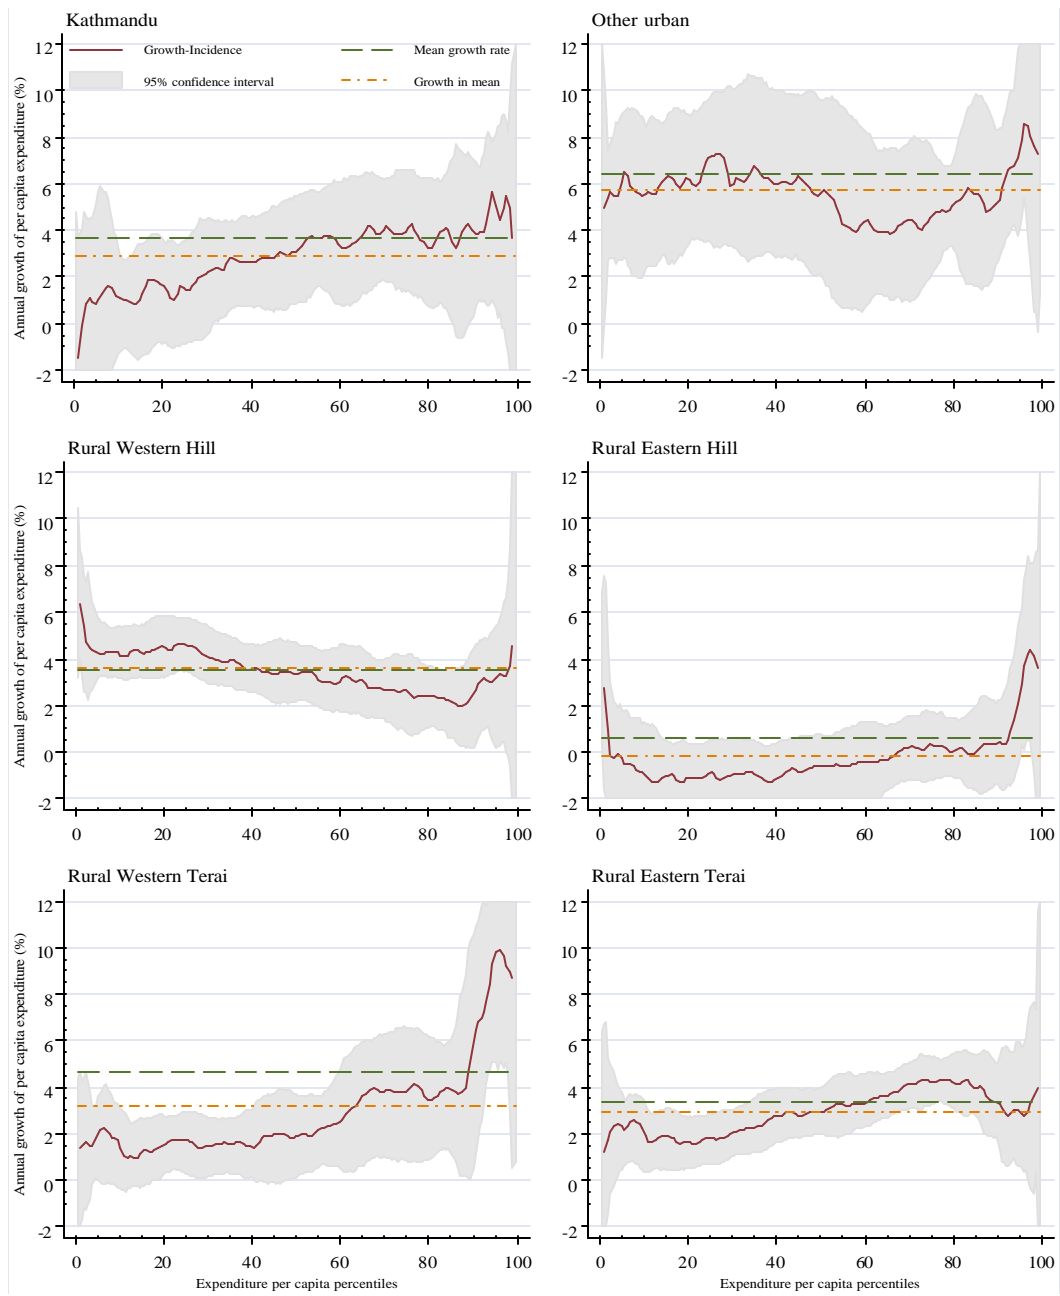 Kathmandu
Other urban
Growth-Incidence
Mean growth rate
95% confidence interval
Growth in mean
Annual growth of per capita expenditure (%)
12
10
8
6
4
2
0
-2
0 20 40 60 80 100
12
10
8
6
4
2
0
-2
0 20 40 60 80 100
Rural Western Hill
Rural Eastern Hill
Annual growth of per capita expenditure (%)
12
10
8
6
4
2
0
-2
0 20 40 60 80 100
12
10
8
6
4
2
0
-2
0 20 40 60 80 100
Rural Western Terai
Rural Eastern Terai
Annual growth of per capita expenditure (%)
12
10
8
6
4
2
0
-2
0 20 40 60 80 100
Expenditure per capita percentiles
12
10
8
6
4
2
0
-2
0 20 40 60 80 100
Expenditure per capita percentiles